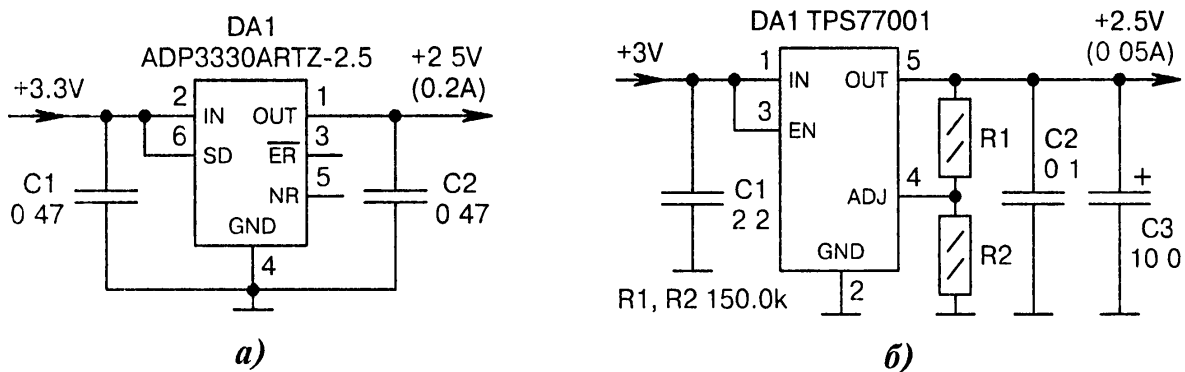 DA1
ADP3330ARTZ-2.5
+3.3V
+2 5V
(0.2A)
2
IN
OUT
1
6
SD
ER
3
NR
5
C1
0 47
C2
0 47
GND
4
а)
DA1 TPS77001
+3V
+2.5V
(0 05A)
1
IN
OUT
5
3
EN
R1
C2
0 1
ADJ
4
C1
2 2
+
C3
10 0
GND
2
R2
R1, R2 150.0k
б)